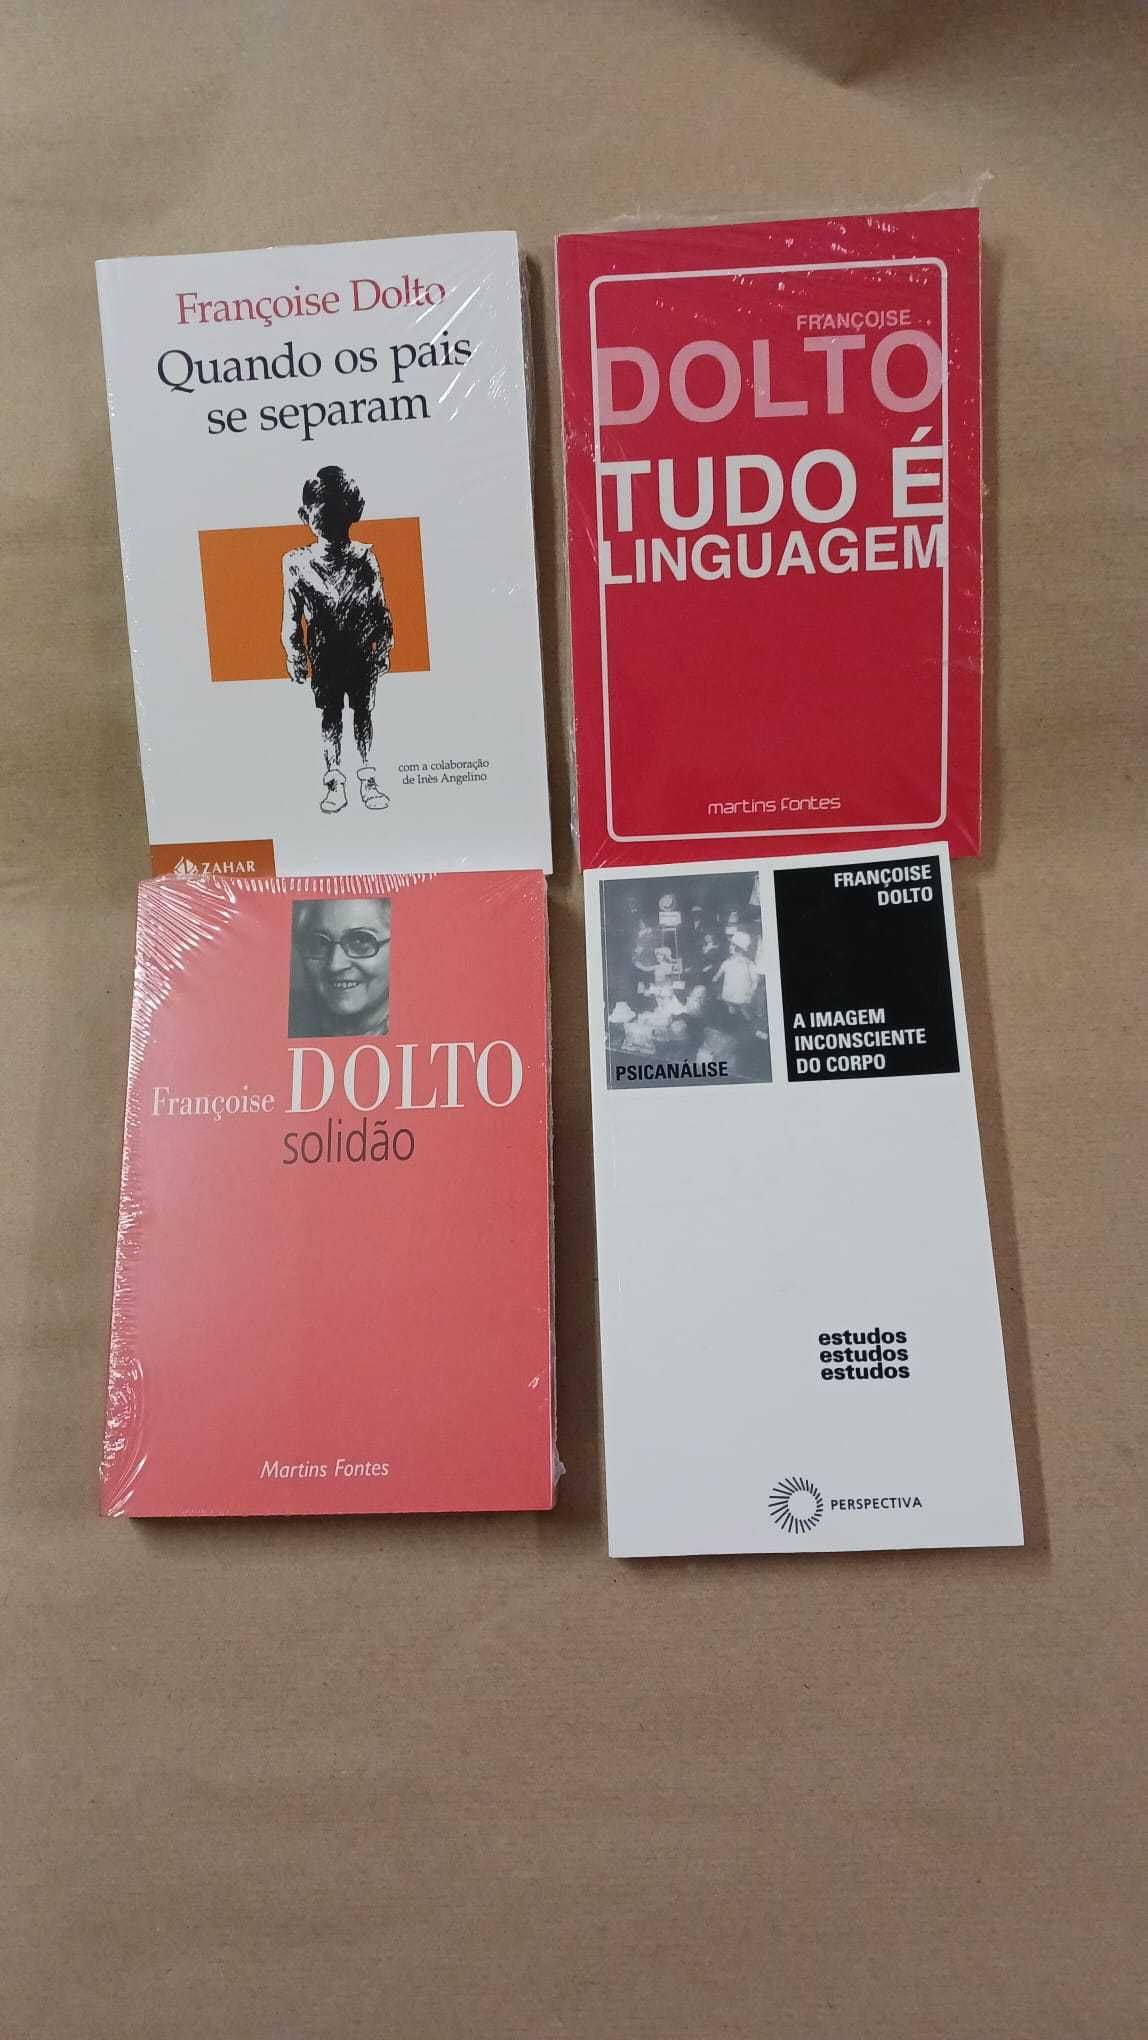 Françoise Dolto
Quando os pais
se separam
com a colaboração
de Inès Angelino
ZAHAR
FRANÇOISE
DOLTO
TUDO É
LINGUAGEM
martins fontes
Françoise DOLTO
solidão
Martins Fontes
FRANÇOISE
DOLTO
A IMAGEM
INCONSCIENTE
DO CORPO
PSICANÁLISE
estudos
estudos
estudos
PERSPECTIVA